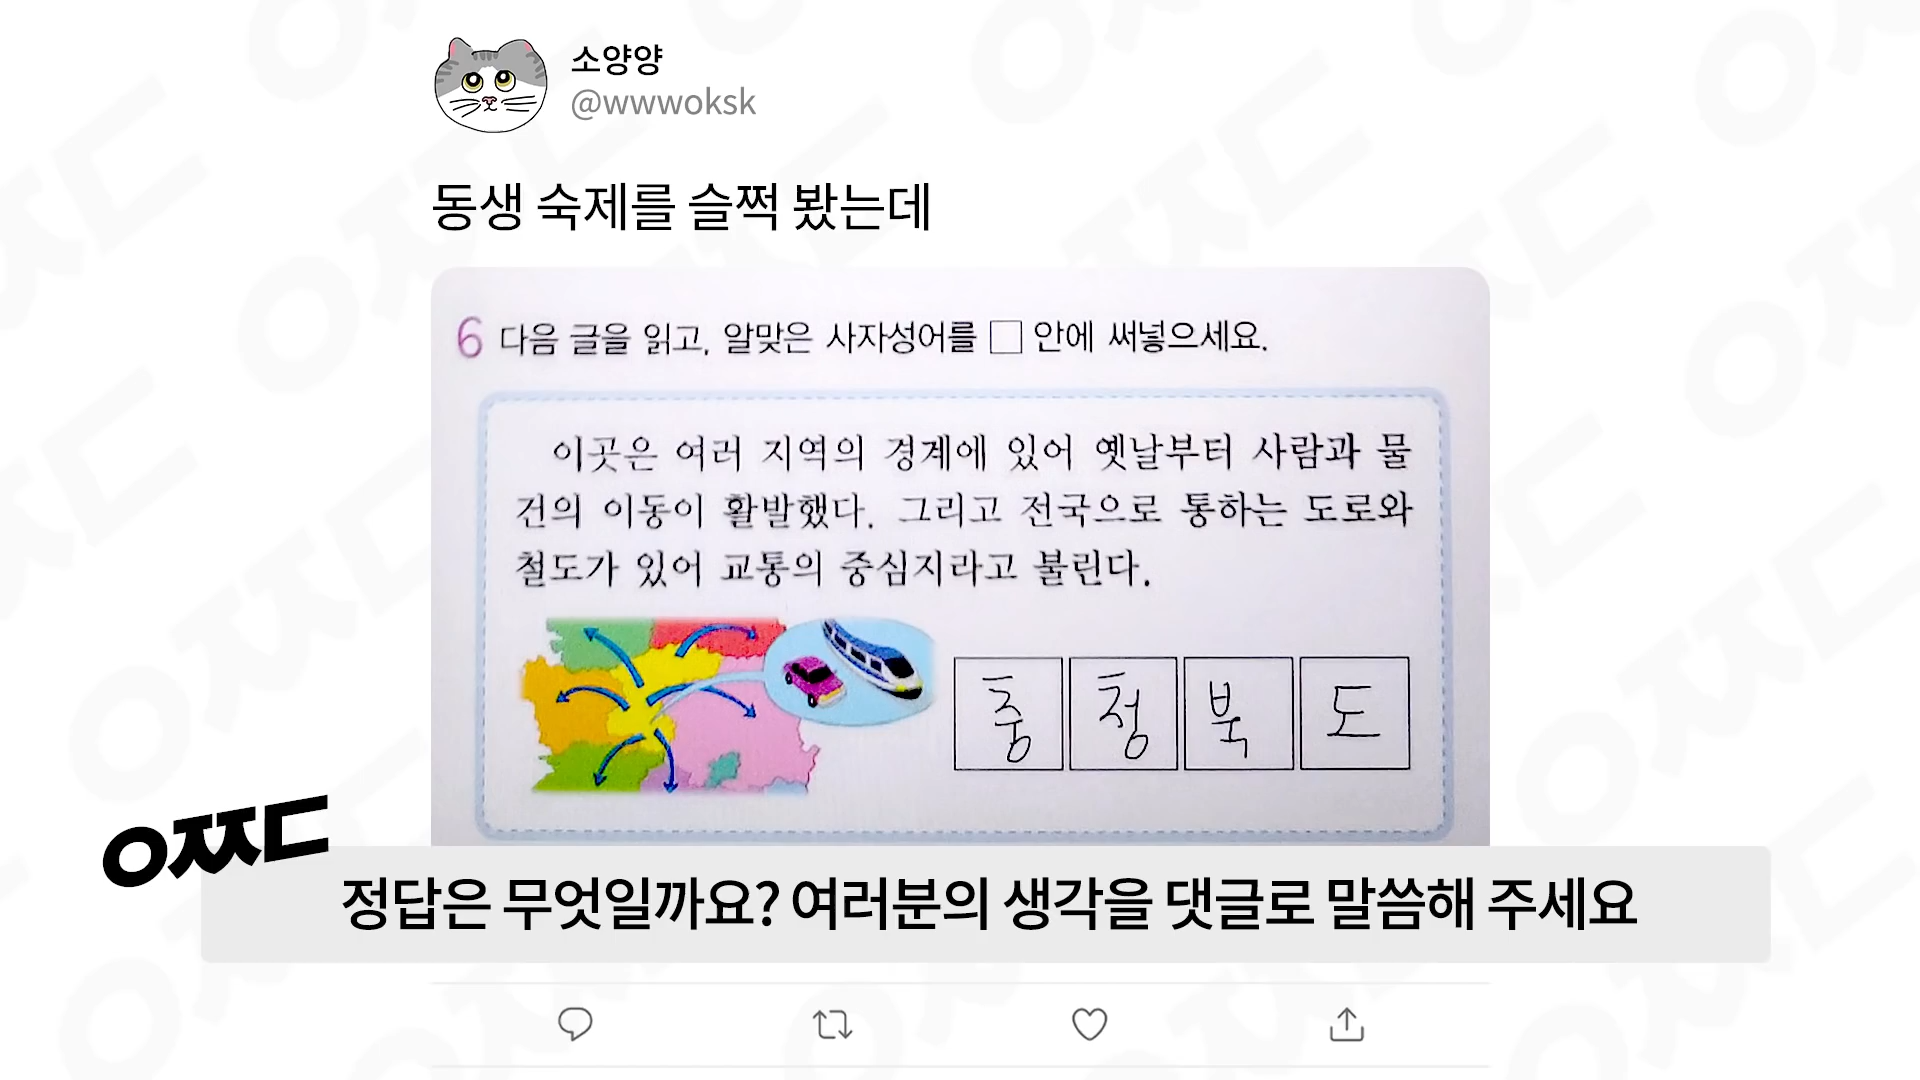 소양양
@wwwoksk
동생 숙제를 슬쩍 봤는데
6 다음 글을 읽고, 알맞은 사자성어를 □ 안에 써넣으세요.
이곳은 여러 지역의 경계에 있어 옛날부터 사람과 물
건의 이동이 활발했다. 그리고 전국으로 통하는 도로와
철도가 있어 교통의 중심지라고 불린다.
충청북도
ㅇㅉㄷ
정답은 무엇일까요? 여러분의 생각을 댓글로 말씀해 주세요